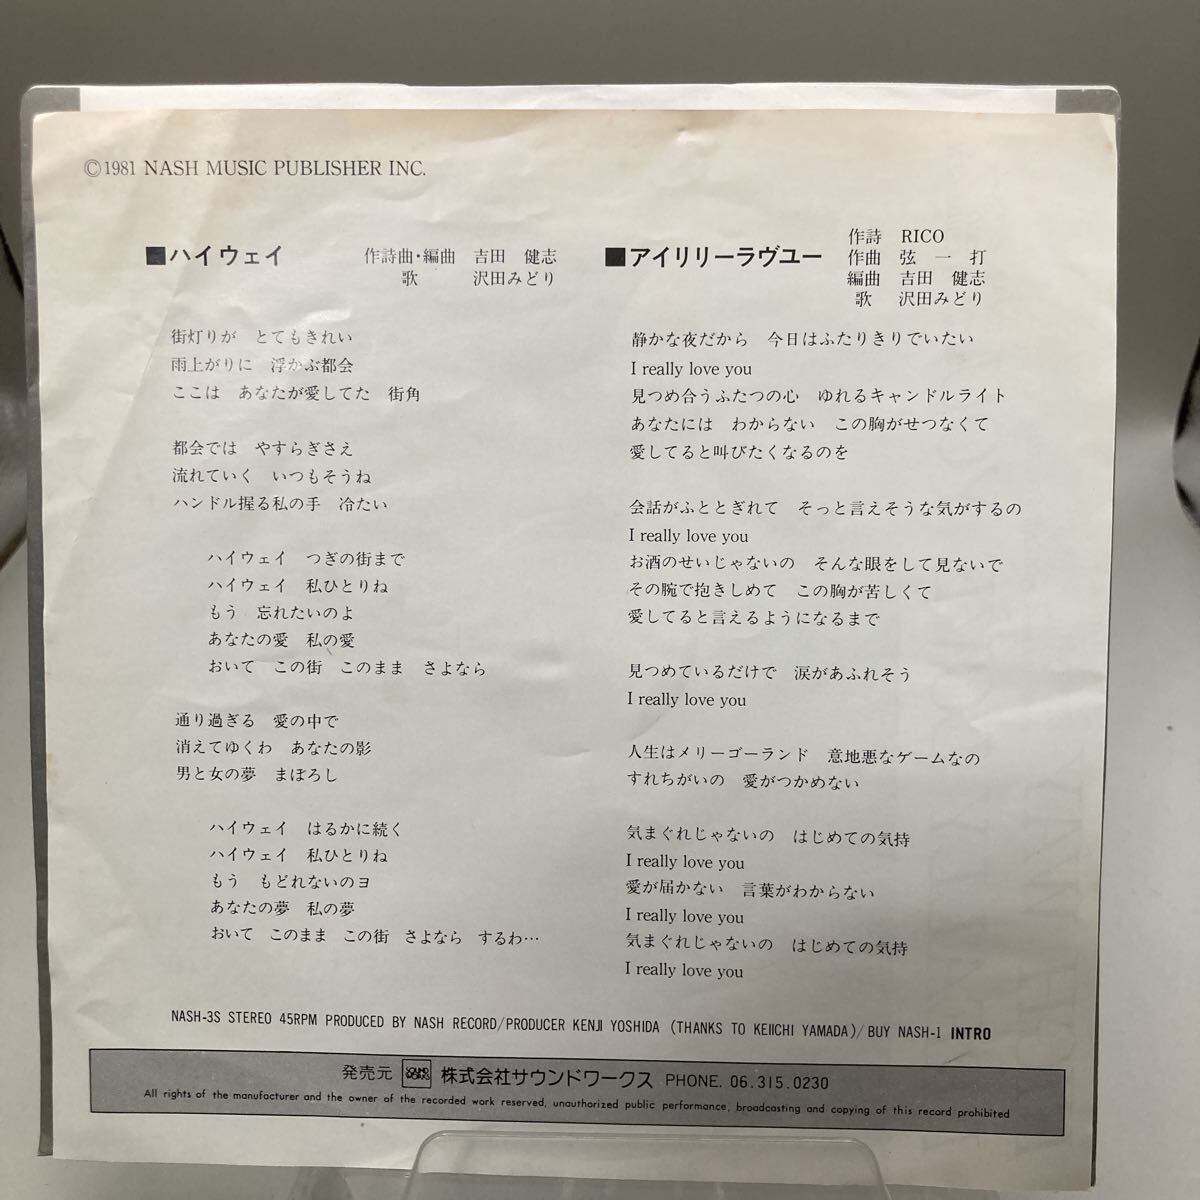 ©1981 NASH MUSIC PUBLISHER INC.
■ハイウェイ
作詩曲・編曲 吉田 健志
歌 沢田みどり
街灯りが とてもきれい
雨上がりに 浮かぶ都会
ここは あなたが愛してた 街角
都会では やすらぎさえ
流れていく いつもそうね
ハンドル握る私の手 冷たい
ハイウェイ つぎの街まで
ハイウェイ 私ひとりね
もう 忘れたいのよ
あなたの愛 私の愛
おいて この街 このまま さよなら
通り過ぎる 愛の中で
消えてゆくわ あなたの影
男と女の夢 まぼろし
ハイウェイ はるかに続く
ハイウェイ 私ひとりね
もう もどれないのヨ
あなたの夢 私の夢
おいて このまま この街 さよなら するわ…
■アイリリーラヴユー
作詩 RICO
作曲 弦 一 打
編曲 吉田 健志
歌 沢田みどり
静かな夜だから 今日はふたりきりでいたい
I really love you
見つめ合うふたつの心 ゆれるキャンドルライト
あなたには わからない この胸がせつなくて
愛してると叫びたくなるのを
会話がふととぎれて そっと言えそうな気がするの
I really love you
お酒のせいじゃないの そんな眼をして見ないで
その腕で抱きしめて この胸が苦しくて
愛してると言えるようになるまで
見つめているだけで 涙があふれそう
I really love you
人生はメリーゴーランド 意地悪なゲームなの
すれちがいの 愛がつかめない
気まぐれじゃないの はじめての気持
I really love you
愛が届かない 言葉がわからない
I really love you
気まぐれじゃないの はじめての気持
I really love you
NASH-3S STEREO 45RPM PRODUCED BY NASH RECORD/PRODUCER KENJI YOSHIDA (THANKS TO KEIICHI YAMADA)/BUY NASH-1 INTRO
発売元 株式会社サウンドワークス PHONE. 06.315.0230
All rights of the manufacturer and the owner of the recorded work reserved, unauthorized public performance, broadcasting and copying of this record prohibited